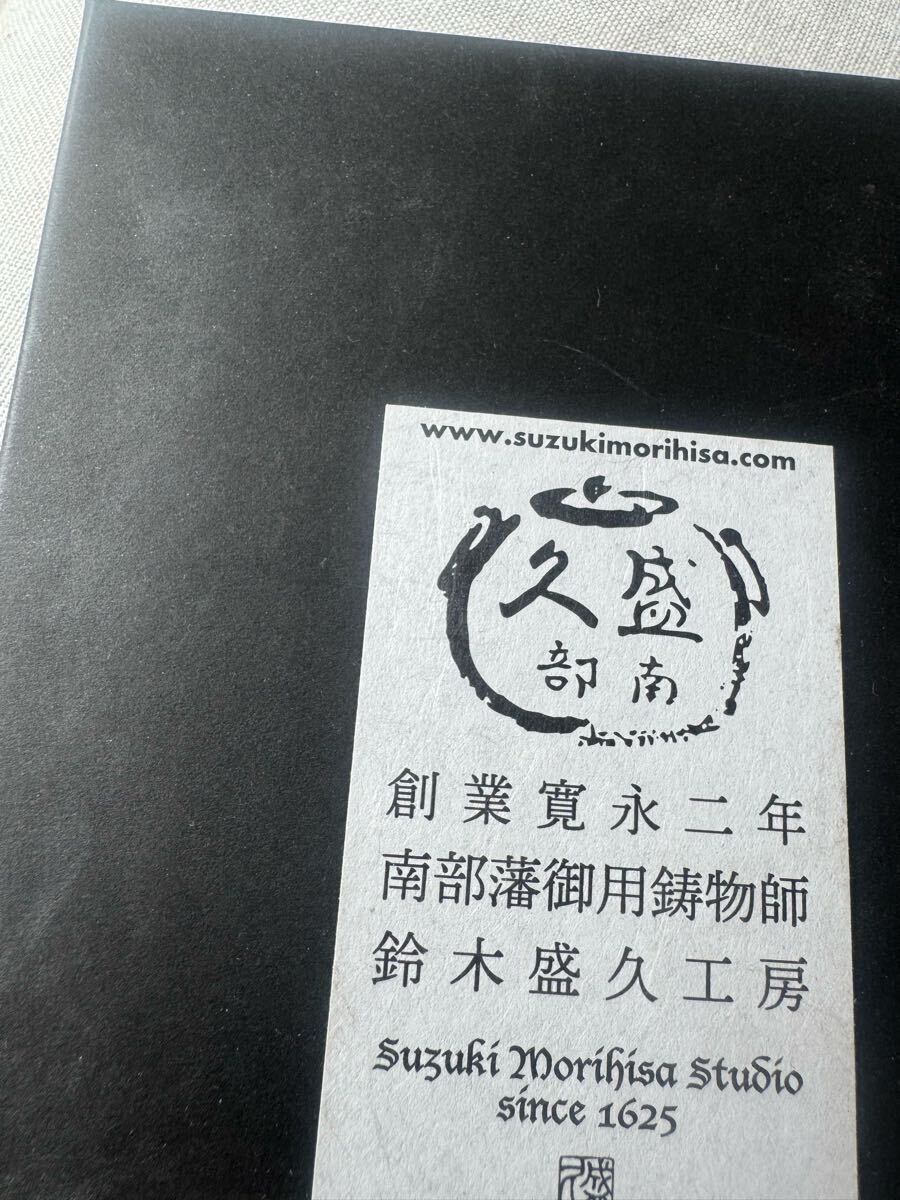 www.suzukimorihisa.com
盛久
南部
創業寛永二年
南部藩御用鋳物師
鈴木盛久工房
Suzuki Morihisa Studio
since 1625